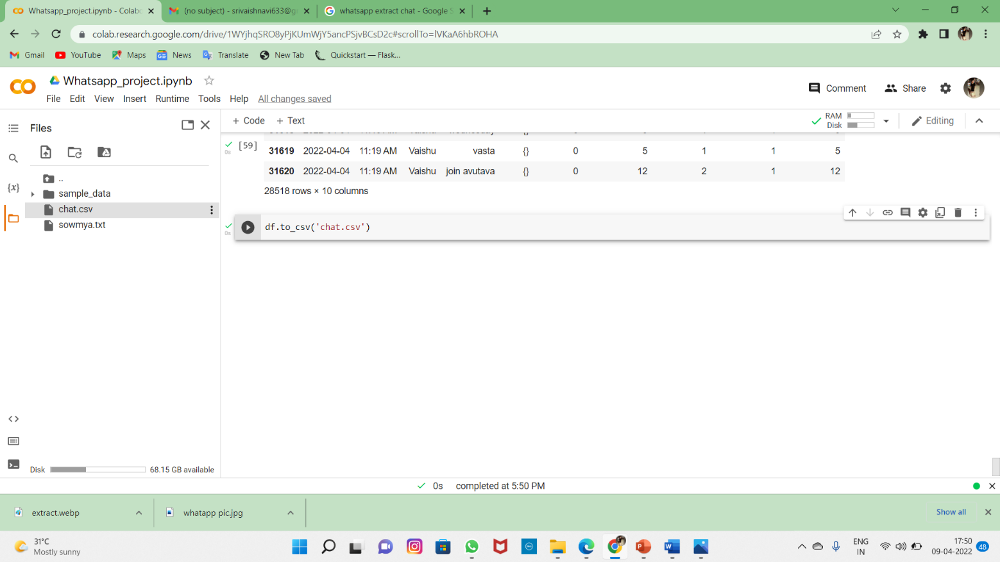 Whatsapp_project.ipynb - Colabo
(no subject) - srivaishnavi633@g
whatsapp extract chat - Google S
colab.research.google.com/drive/1WYjhqSRO8yPjKUmWjY5ancPSjvBCsD2c#scrollTo=lVKaA6hbROHA
Gmail YouTube Maps News Translate New Tab Quickstart — Flask...
Whatsapp_project.ipynb
Comment Share
File Edit View Insert Runtime Tools Help All changes saved
Files
+ Code + Text
RAM
Disk
Editing
[59]
0s
31619 2022-04-04 11:19 AM Vaishu vasta {} 0 5 1 1 5
31620 2022-04-04 11:19 AM Vaishu join avutava {} 0 12 2 1 12
28518 rows × 10 columns
{x}
..
sample_data
chat.csv
sowmya.txt
0s
df.to_csv('chat.csv')
Disk 68.15 GB available
0s completed at 5:50 PM
extract.webp
whatapp pic.jpg
Show all
31°C
Mostly sunny
ENG
IN
17:50
09-04-2022
48